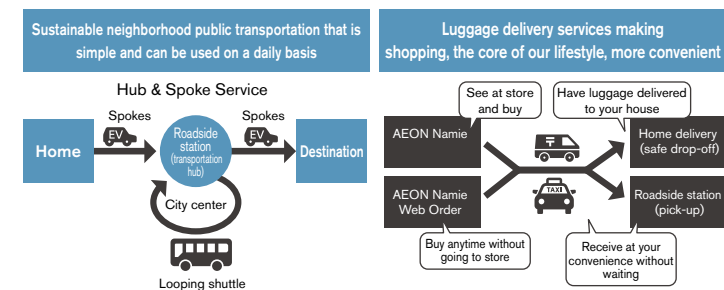 Sustainable neighborhood public transportation that is
simple and can be used on a daily basis
Hub & Spoke Service
Spokes
Spokes
EV
EV
Home
Roadside
station
(transportation
hub)
Destination
City center
Looping shuttle
Luggage delivery services making
shopping, the core of our lifestyle, more convenient
See at store
and buy
Have luggage delivered
to your house
AEON Namie
〒
Home delivery
(safe drop-off)
TAXI
AEON Namie
Web Order
Roadside station
(pick-up)
Buy anytime without
going to store
Receive at your
convenience without
waiting